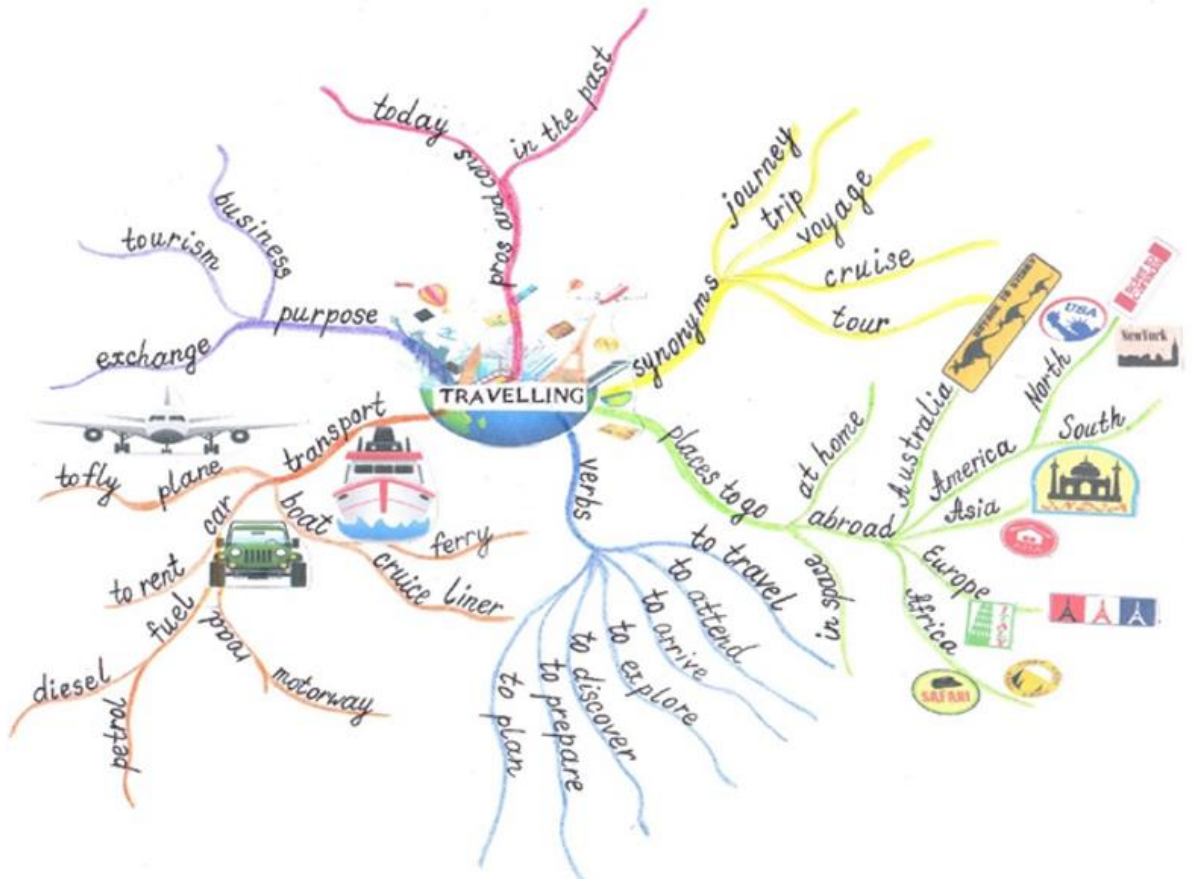 TRAVELLING
pros and cons
today
in the past
synonyms
journey
trip
voyage
cruise
tour
places to go
at home
abroad
in space
Australia
America
North
USA
NewYork
South
Asia
Europe
Africa
SAFARI
verbs
to travel
to attend
to arrive
to explore
to discover
to prepare
to plan
transport
plane
to fly
car
to rent
fuel
diesel
petrol
road
motorway
boat
ferry
cruice liner
purpose
business
tourism
exchange